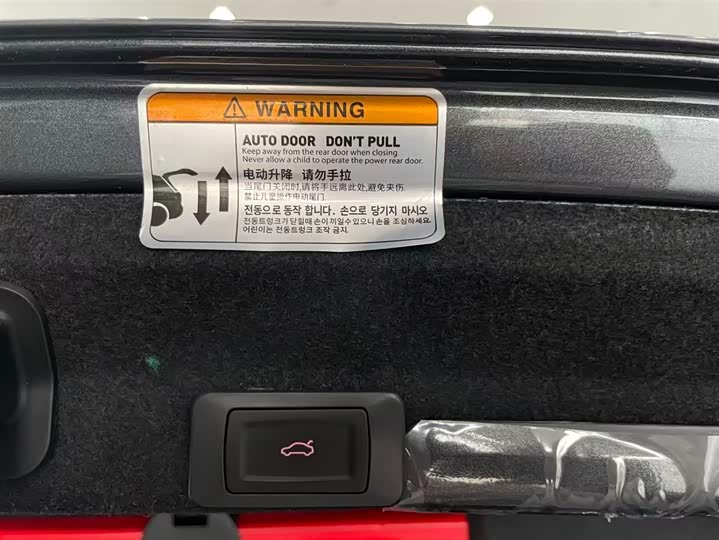 WARNING
AUTO DOOR DON'T PULL
Keep away from the rear door when closing.
Never allow a child to operate the power rear door.
电动升降 请勿手拉
当尾门关闭时,请将手远离此处,避免夹伤.
禁止儿童操作电动尾门.
전동으로 동작 합니다. 손으로 당기지 마시오
전동트렁크가 닫힐때 손이 끼일수 있으니 손을 조심하세요.
어린이는 전동트렁크 조작 금지.